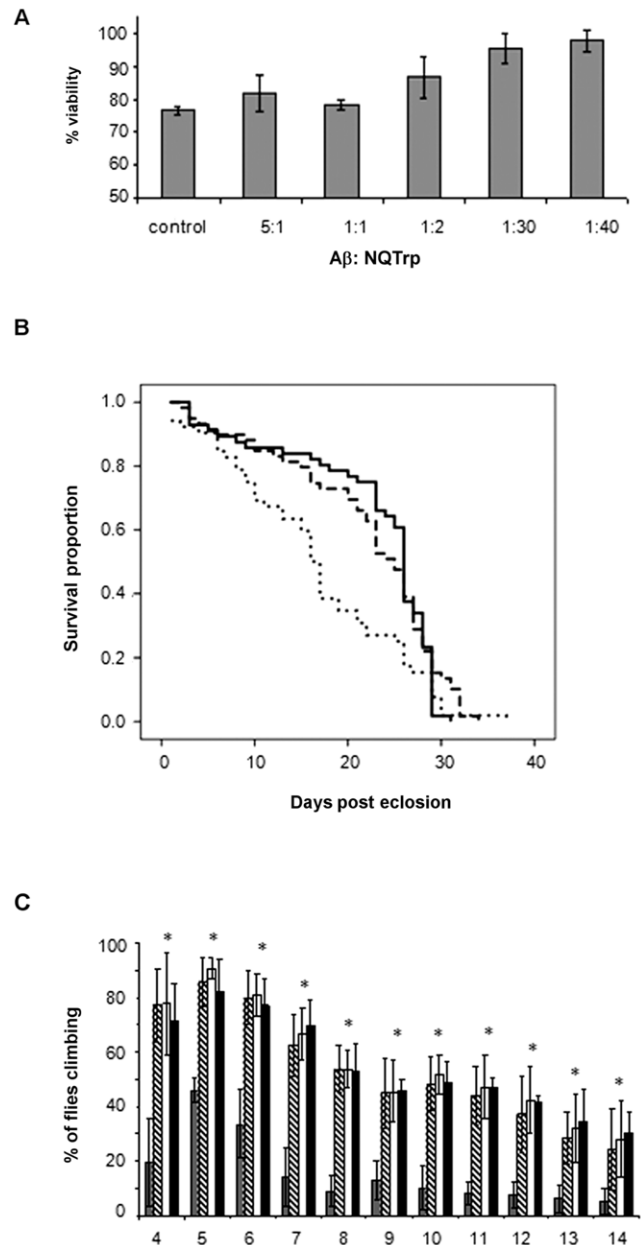 A
100
90
80
70
60
50
% viability
control 5:1 1:1 1:2 1:30 1:40
Aβ: NQTrp
B
1.0
0.8
0.6
0.4
0.2
0.0
Survival proportion
0 10 20 30 40
Days post eclosion
C
100
80
60
40
20
0
% of flies climbing
* * * * * * * * * * *
4 5 6 7 8 9 10 11 12 13 14